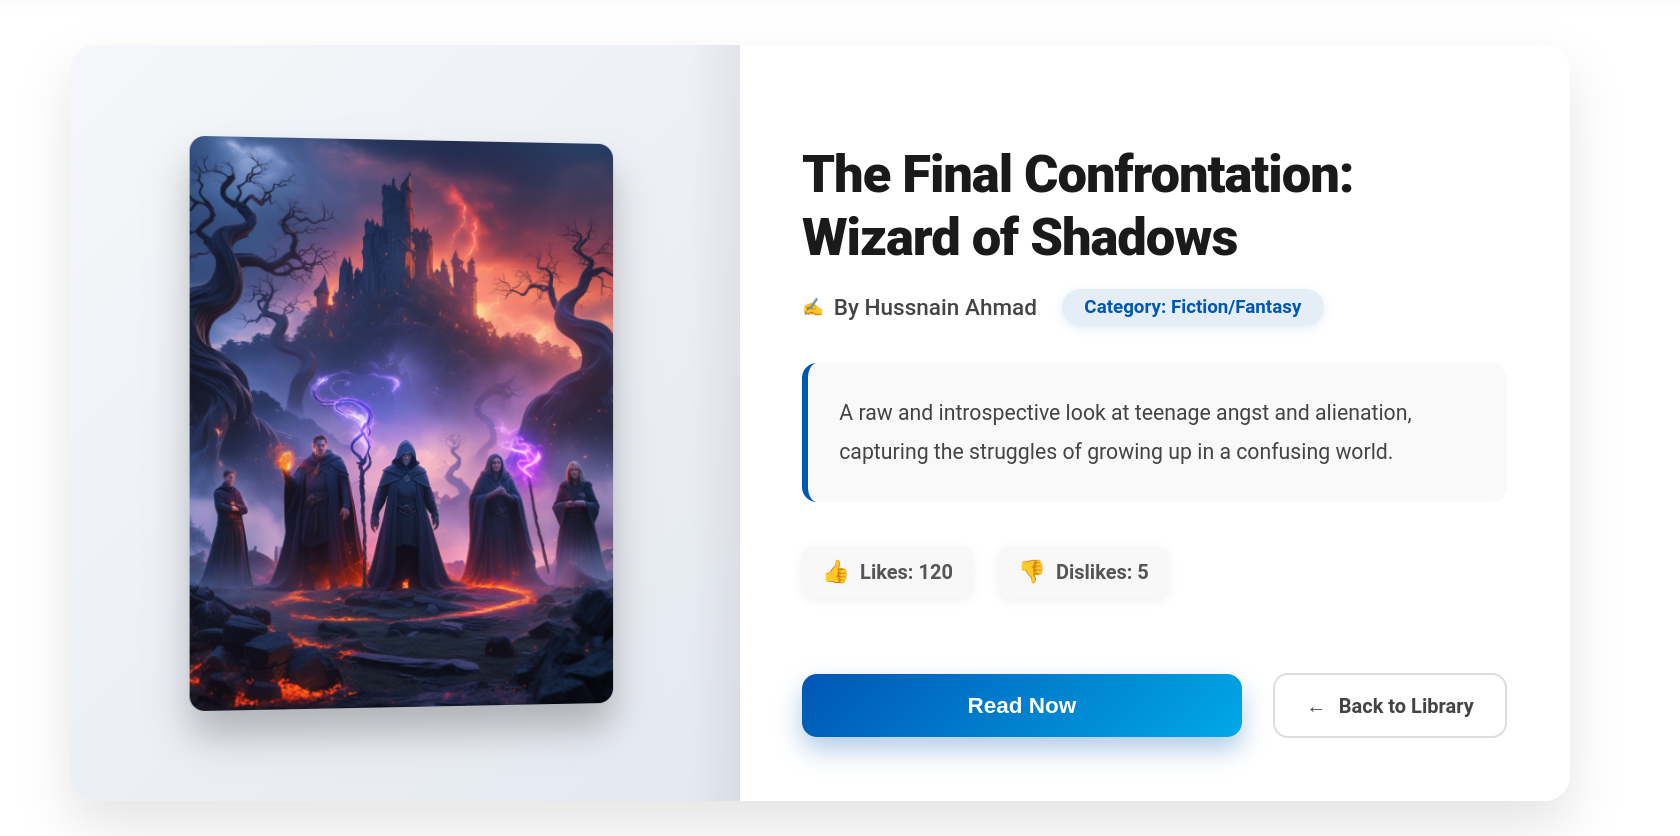 The Final Confrontation:
Wizard of Shadows
✍️ By Hussnain Ahmad
Category: Fiction/Fantasy
A raw and introspective look at teenage angst and alienation,
capturing the struggles of growing up in a confusing world.
👍 Likes: 120
👎 Dislikes: 5
Read Now
← Back to Library